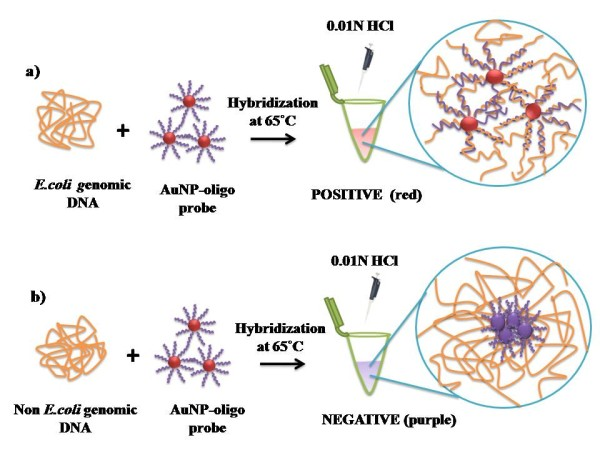 0.01N HCl
a)
Hybridization
at 65˚C
E.coli genomic
DNA
AuNP-oligo
probe
POSITIVE (red)
0.01N HCl
b)
Hybridization
at 65˚C
Non E.coli genomic
DNA
AuNP-oligo
probe
NEGATIVE (purple)